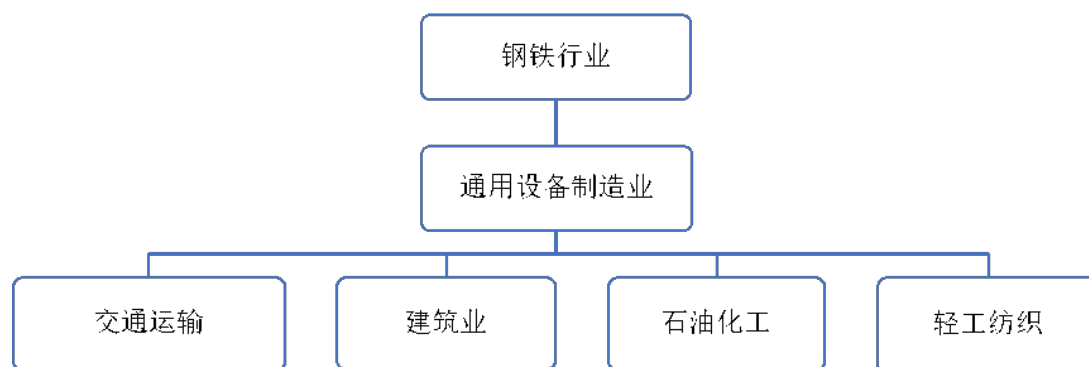 钢铁行业
通用设备制造业
交通运输
建筑业
石油化工
轻工纺织